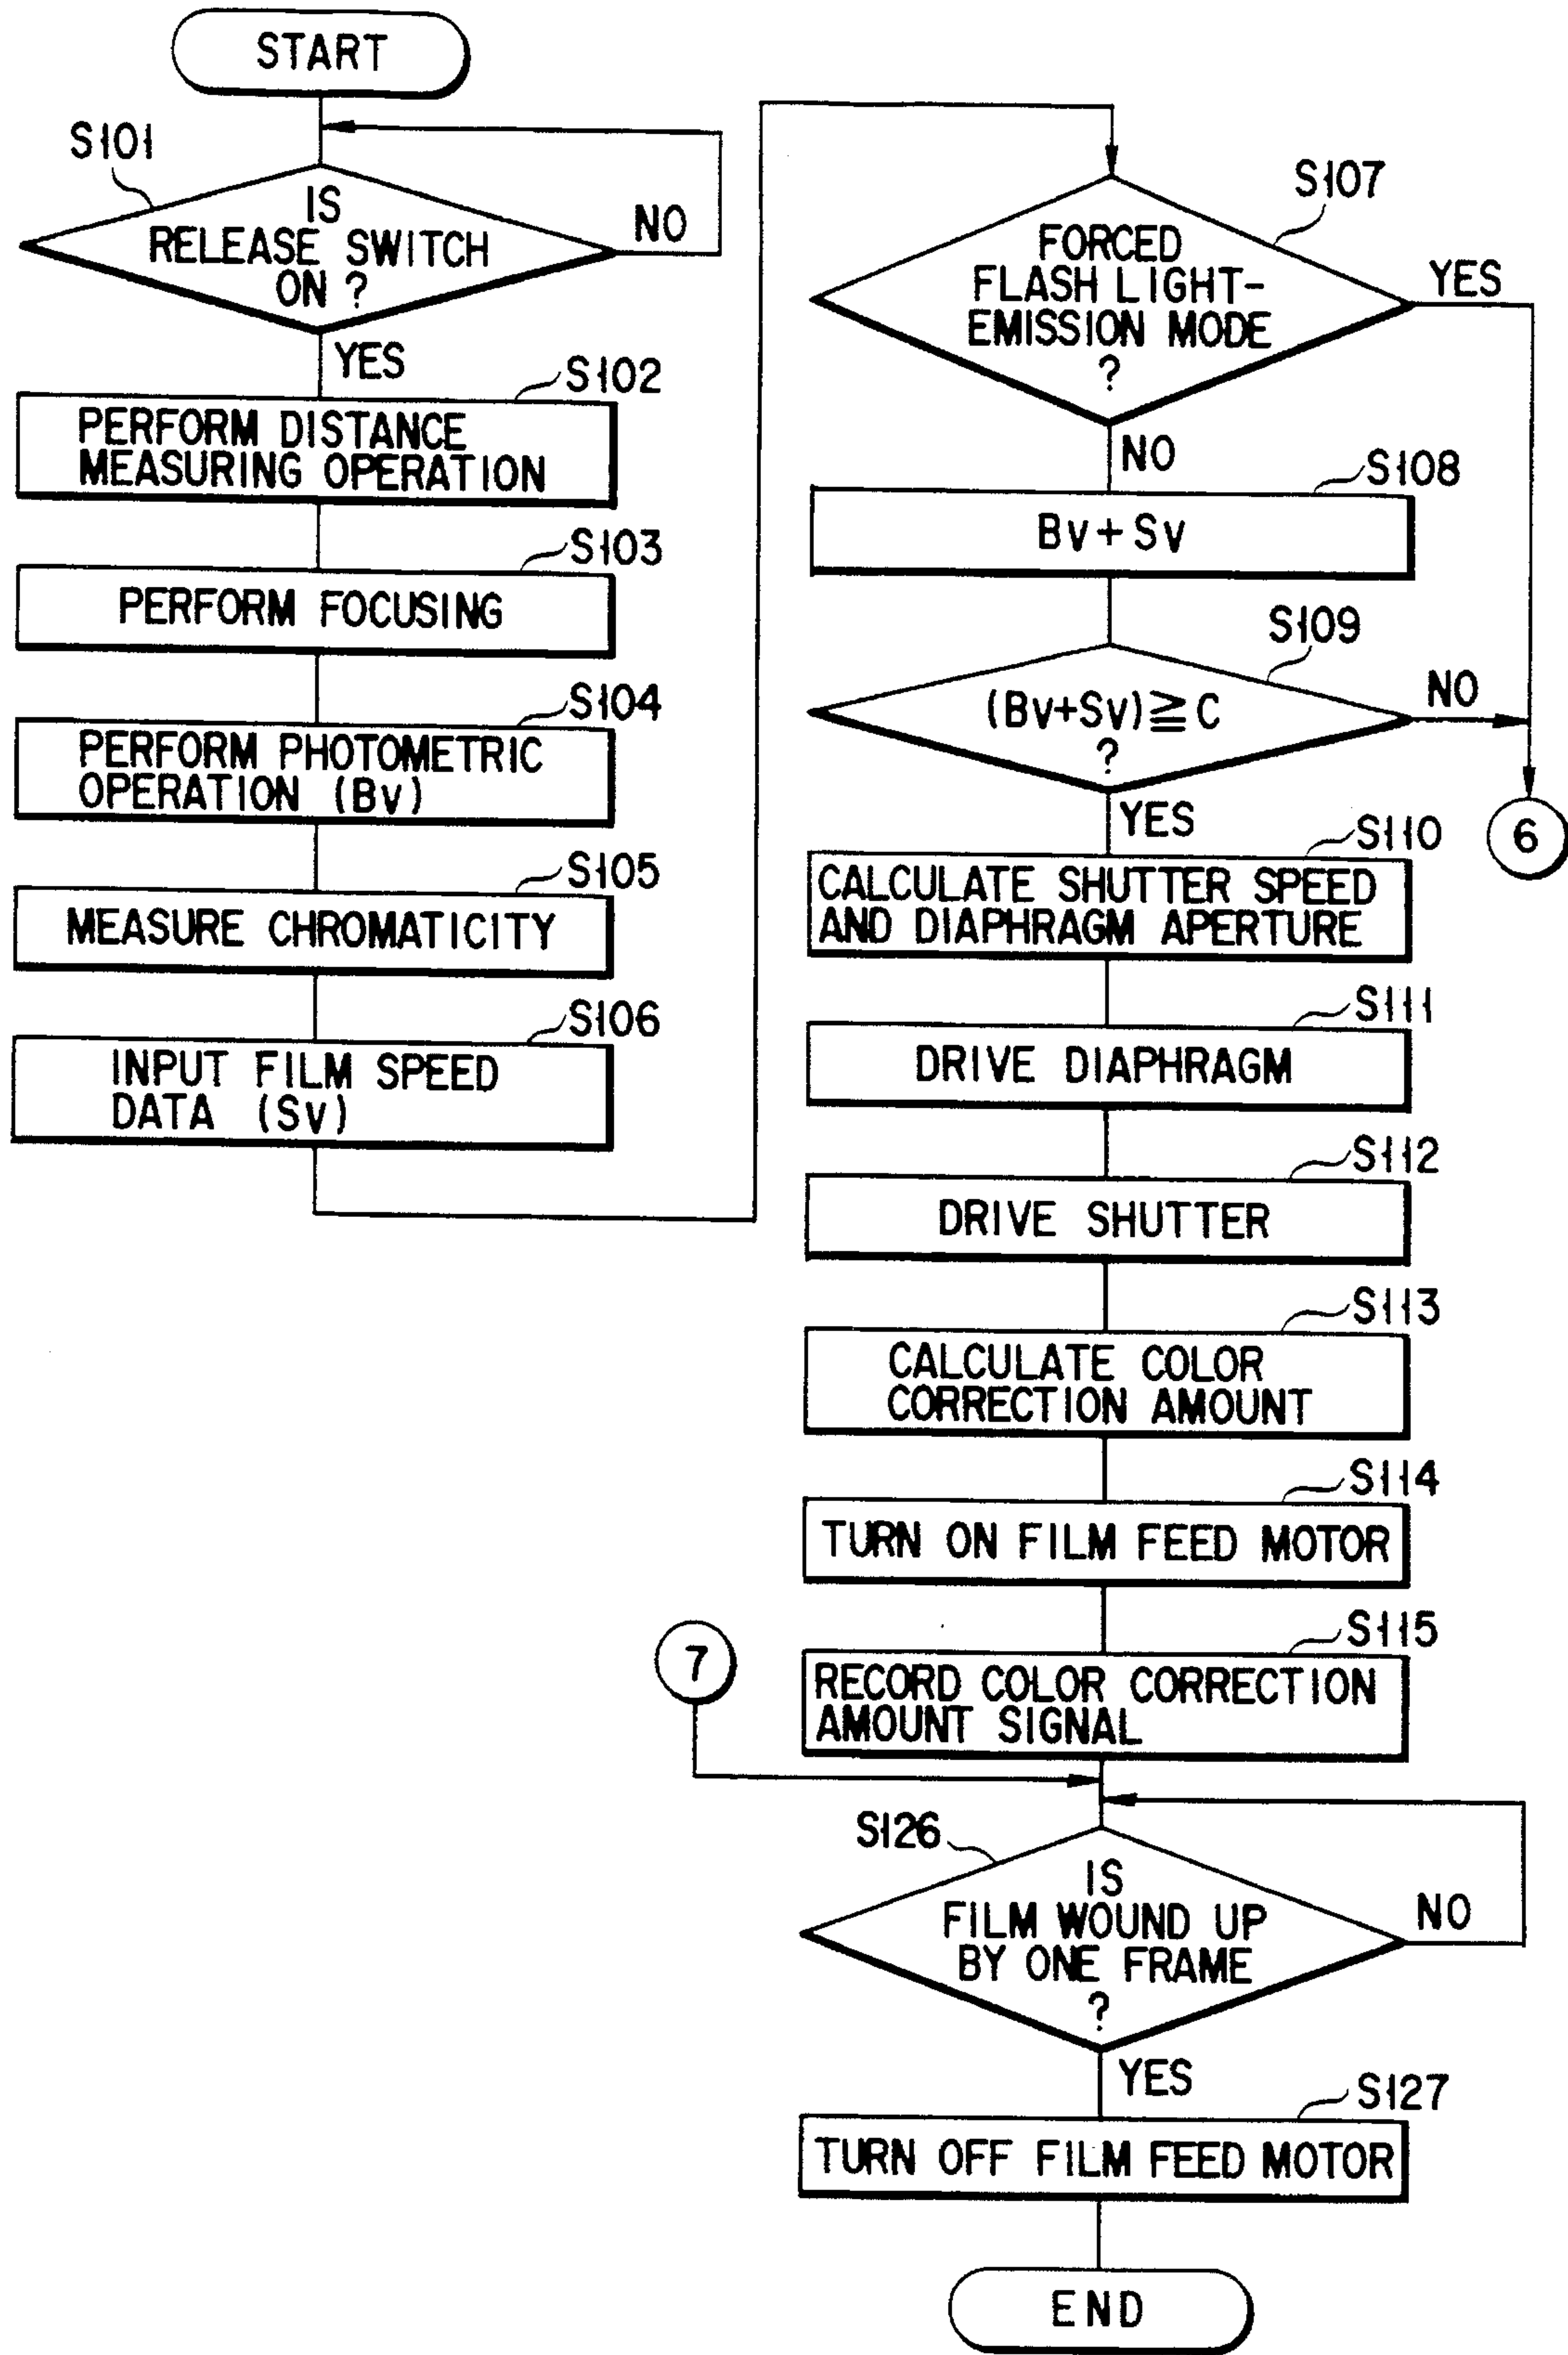 START
S101
IS
RELEASE SWITCH
ON ?
NO
YES
S102
PERFORM DISTANCE
MEASURING OPERATION
S103
PERFORM FOCUSING
S104
PERFORM PHOTOMETRIC
OPERATION (BV)
S105
MEASURE CHROMATICITY
S106
INPUT FILM SPEED
DATA (SV)
S107
FORCED
FLASH LIGHT-
EMISSION MODE
?
YES
NO
S108
BV+SV
S109
(BV+SV)≧C
?
NO
6
YES
S110
CALCULATE SHUTTER SPEED
AND DIAPHRAGM APERTURE
S111
DRIVE DIAPHRAGM
S112
DRIVE SHUTTER
S113
CALCULATE COLOR
CORRECTION AMOUNT
S114
TURN ON FILM FEED MOTOR
7
S115
RECORD COLOR CORRECTION
AMOUNT SIGNAL
S126
IS
FILM WOUND UP
BY ONE FRAME
?
NO
YES
S127
TURN OFF FILM FEED MOTOR
END